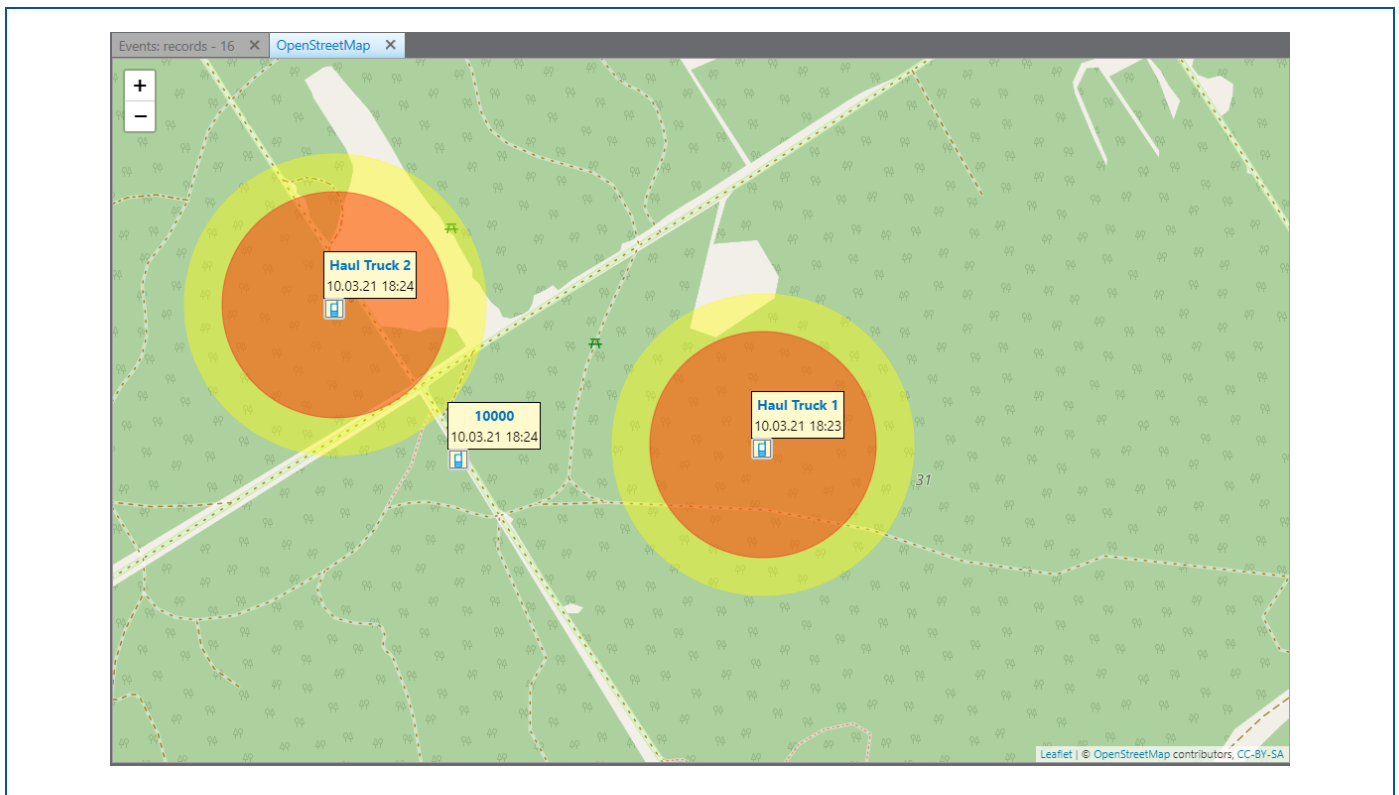 Events: records - 16 ✕ OpenStreetMap ✕
+
−
Haul Truck 2
10.03.21 18:24
Haul Truck 1
10.03.21 18:23
10000
10.03.21 18:24
31
Leaflet | © OpenStreetMap contributors, CC-BY-SA